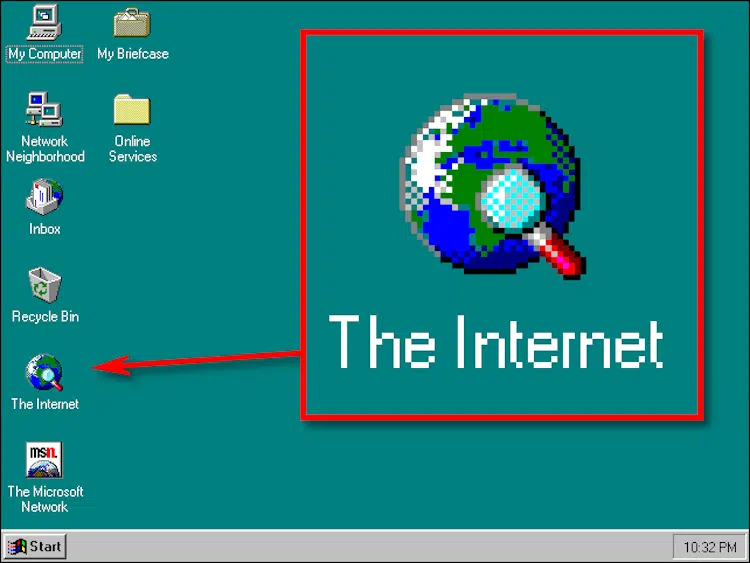 My Computer
My Briefcase
Network
Neighborhood
Online
Services
Inbox
Recycle Bin
The Internet
The Internet
msn.
The Microsoft
Network
Start
10:32 PM